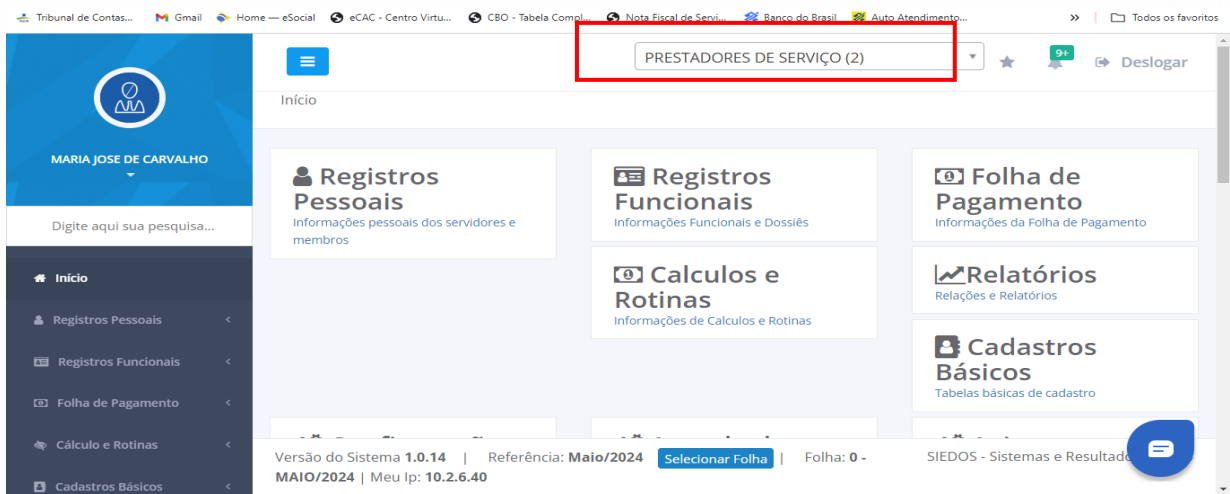 Tribunal de Contas...
Gmail
Home — eSocial
eCAC - Centro Virtu...
CBO - Tabela Compl...
Nota Fiscal de Servi...
Banco do Brasil
Auto Atendimento...
»
Todos os favoritos
PRESTADORES DE SERVIÇO (2)
9+
Deslogar
Início
MARIA JOSE DE CARVALHO
Digite aqui sua pesquisa...
Início
Registros Pessoais
Registros Funcionais
Folha de Pagamento
Cálculo e Rotinas
Cadastros Básicos
Registros
Pessoais
Informações pessoais dos servidores e
membros
Registros
Funcionais
Informações Funcionais e Dossiês
Folha de
Pagamento
Informações da Folha de Pagamento
Calculos e
Rotinas
Informações de Calculos e Rotinas
Relatórios
Relações e Relatórios
Cadastros
Básicos
Tabelas básicas de cadastro
Versão do Sistema 1.0.14 | Referência: Maio/2024 Selecionar Folha | Folha: 0 -
MAIO/2024 | Meu Ip: 10.2.6.40
SIEDOS - Sistemas e Resultad